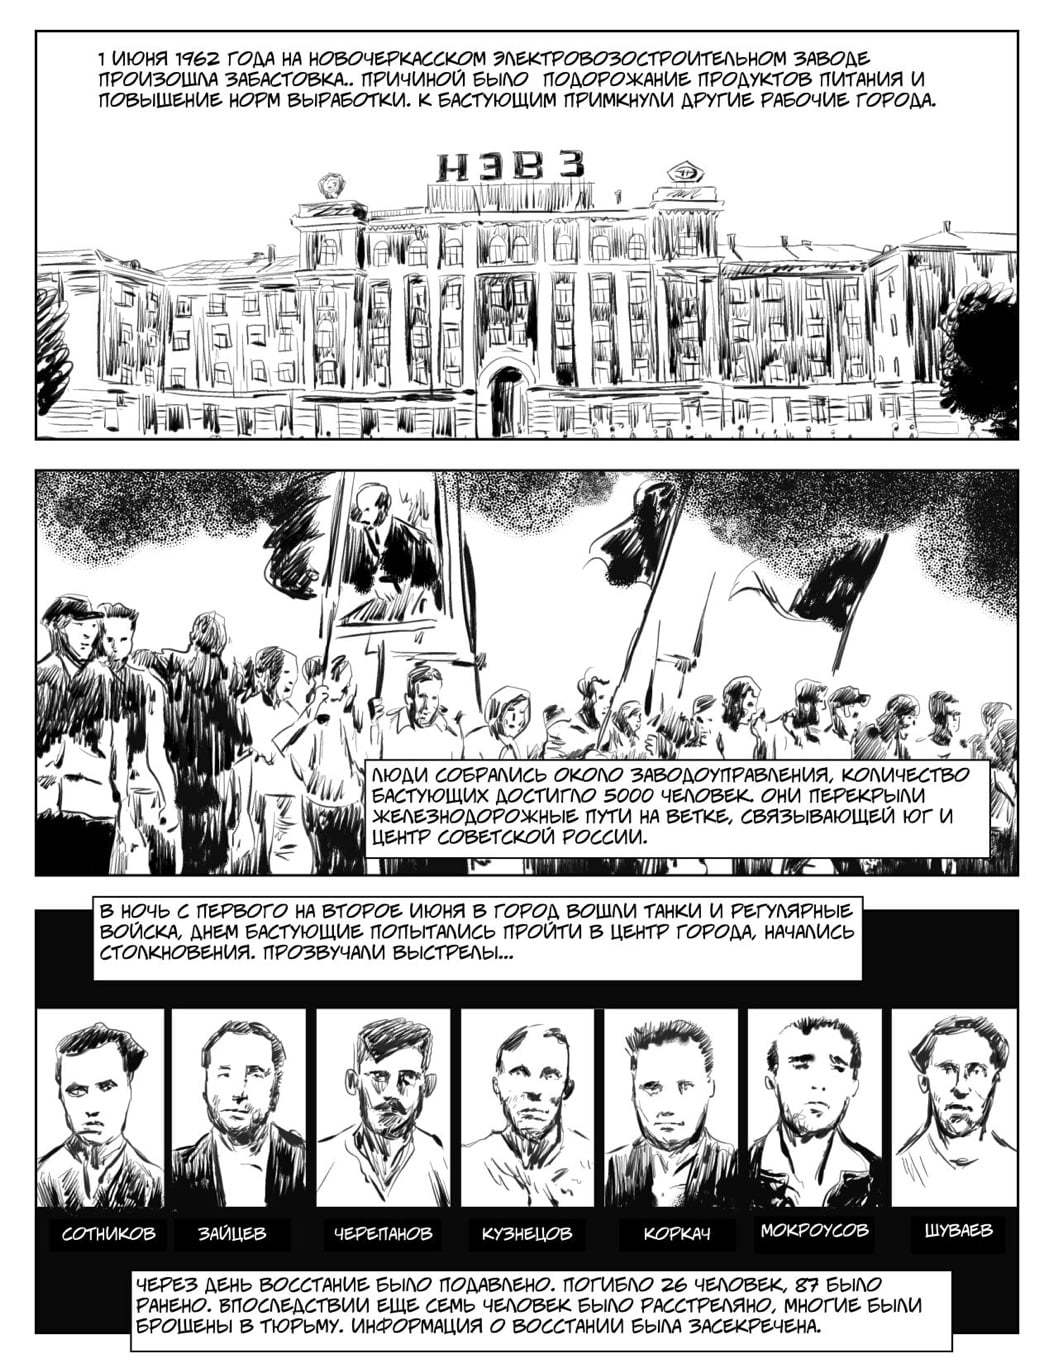 1 ИЮНЯ 1962 ГОДА НА НОВОЧЕРКАССКОМ ЭЛЕКТРОВОЗОСТРОИТЕЛЬНОМ ЗАВОДЕ
ПРОИЗОШЛА ЗАБАСТОВКА.. ПРИЧИНОЙ БЫЛО ПОДОРОЖАНИЕ ПРОДУКТОВ ПИТАНИЯ И
ПОВЫШЕНИЕ НОРМ ВЫРАБОТКИ. К БАСТУЮЩИМ ПРИМКНУЛИ ДРУГИЕ РАБОЧИЕ ГОРОДА.
НЭВЗ
ЛЮДИ СОБРАЛИСЬ ОКОЛО ЗАВОДОУПРАВЛЕНИЯ, КОЛИЧЕСТВО
БАСТУЮЩИХ ДОСТИГЛО 5000 ЧЕЛОВЕК. ОНИ ПЕРЕКРЫЛИ
ЖЕЛЕЗНОДОРОЖНЫЕ ПУТИ НА ВЕТКЕ, СВЯЗЫВАЮЩЕЙ ЮГ И
ЦЕНТР СОВЕТСКОЙ РОССИИ.
В НОЧЬ С ПЕРВОГО НА ВТОРОЕ ИЮНЯ В ГОРОД ВОШЛИ ТАНКИ И РЕГУЛЯРНЫЕ
ВОЙСКА, ДНЕМ БАСТУЮЩИЕ ПОПЫТАЛИСЬ ПРОЙТИ В ЦЕНТР ГОРОДА, НАЧАЛИСЬ
СТОЛКНОВЕНИЯ. ПРОЗВУЧАЛИ ВЫСТРЕЛЫ...
СОТНИКОВ ЗАЙЦЕВ ЧЕРЕПАНОВ КУЗНЕЦОВ КОРКАЧ МОКРОУСОВ ШУВАЕВ
ЧЕРЕЗ ДЕНЬ ВОССТАНИЕ БЫЛО ПОДАВЛЕНО. ПОГИБЛО 26 ЧЕЛОВЕК, 87 БЫЛО
РАНЕНО. ВПОСЛЕДСТВИИ ЕЩЕ СЕМЬ ЧЕЛОВЕК БЫЛО РАССТРЕЛЯНО, МНОГИЕ БЫЛИ
БРОШЕНЫ В ТЮРЬМУ. ИНФОРМАЦИЯ О ВОССТАНИИ БЫЛА ЗАСЕКРЕЧЕНА.